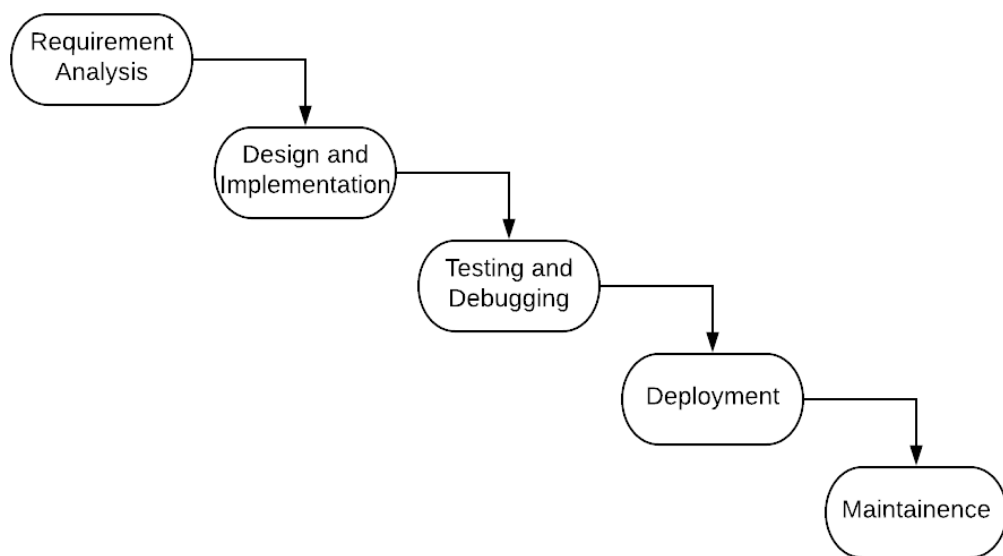 Requirement
Analysis
Design and
Implementation
Testing and
Debugging
Deployment
Maintainence